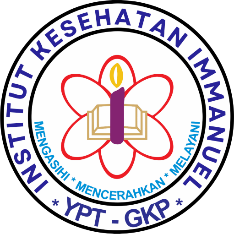 INSTITUT KESEHATAN IMMANUEL
MENGASIHI * MENCERAHKAN * MELAYANI
* YPT - GKP *